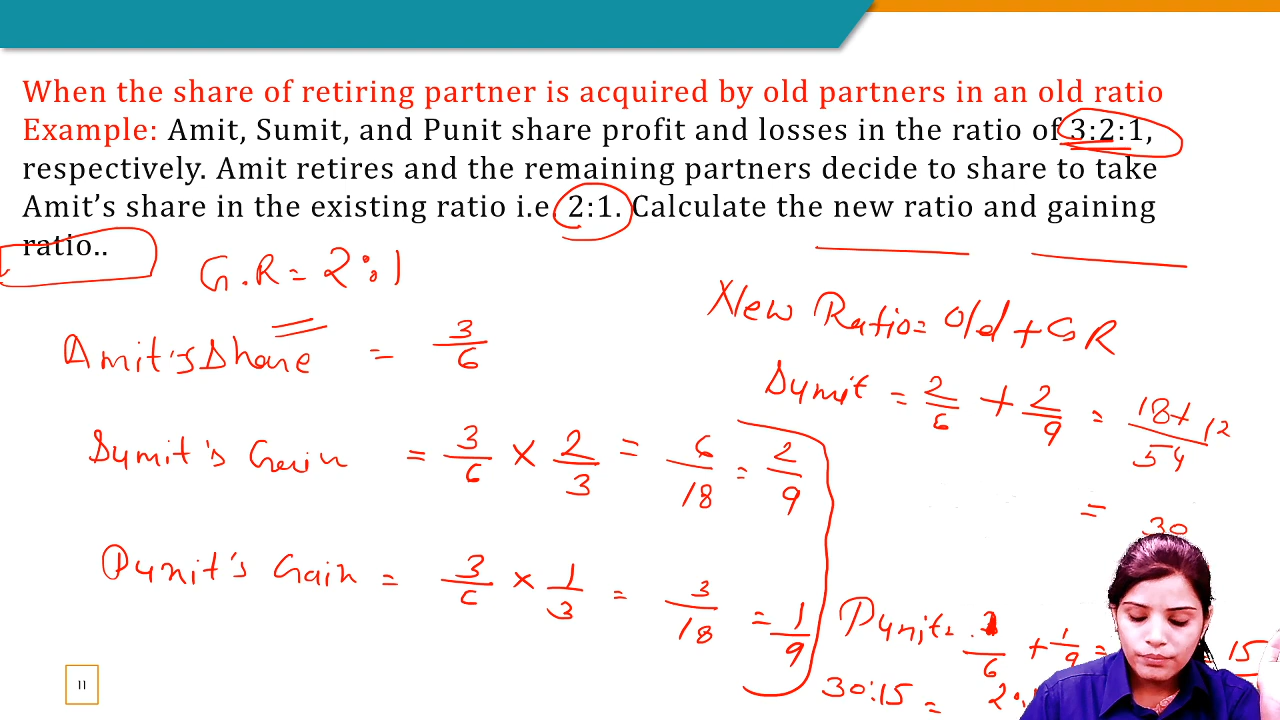 When the share of retiring partner is acquired by old partners in an old ratio
Example: Amit, Sumit, and Punit share profit and losses in the ratio of 3:2:1,
respectively. Amit retires and the remaining partners decide to share to take
Amit’s share in the existing ratio i.e. 2:1. Calculate the new ratio and gaining
ratio..
G.R = 2:1
Amit's Share = 3/6
Sumit's Gain = 3/6 × 2/3 = 6/18 = 2/9
Punit's Gain = 3/6 × 1/3 = 3/18 = 1/9
New Ratio = Old + GR
Sumit = 2/6 + 2/9 = 18+12/54
= 30
Punit = 1/6 + 1/9 = = 15
30:15 = 2:
11